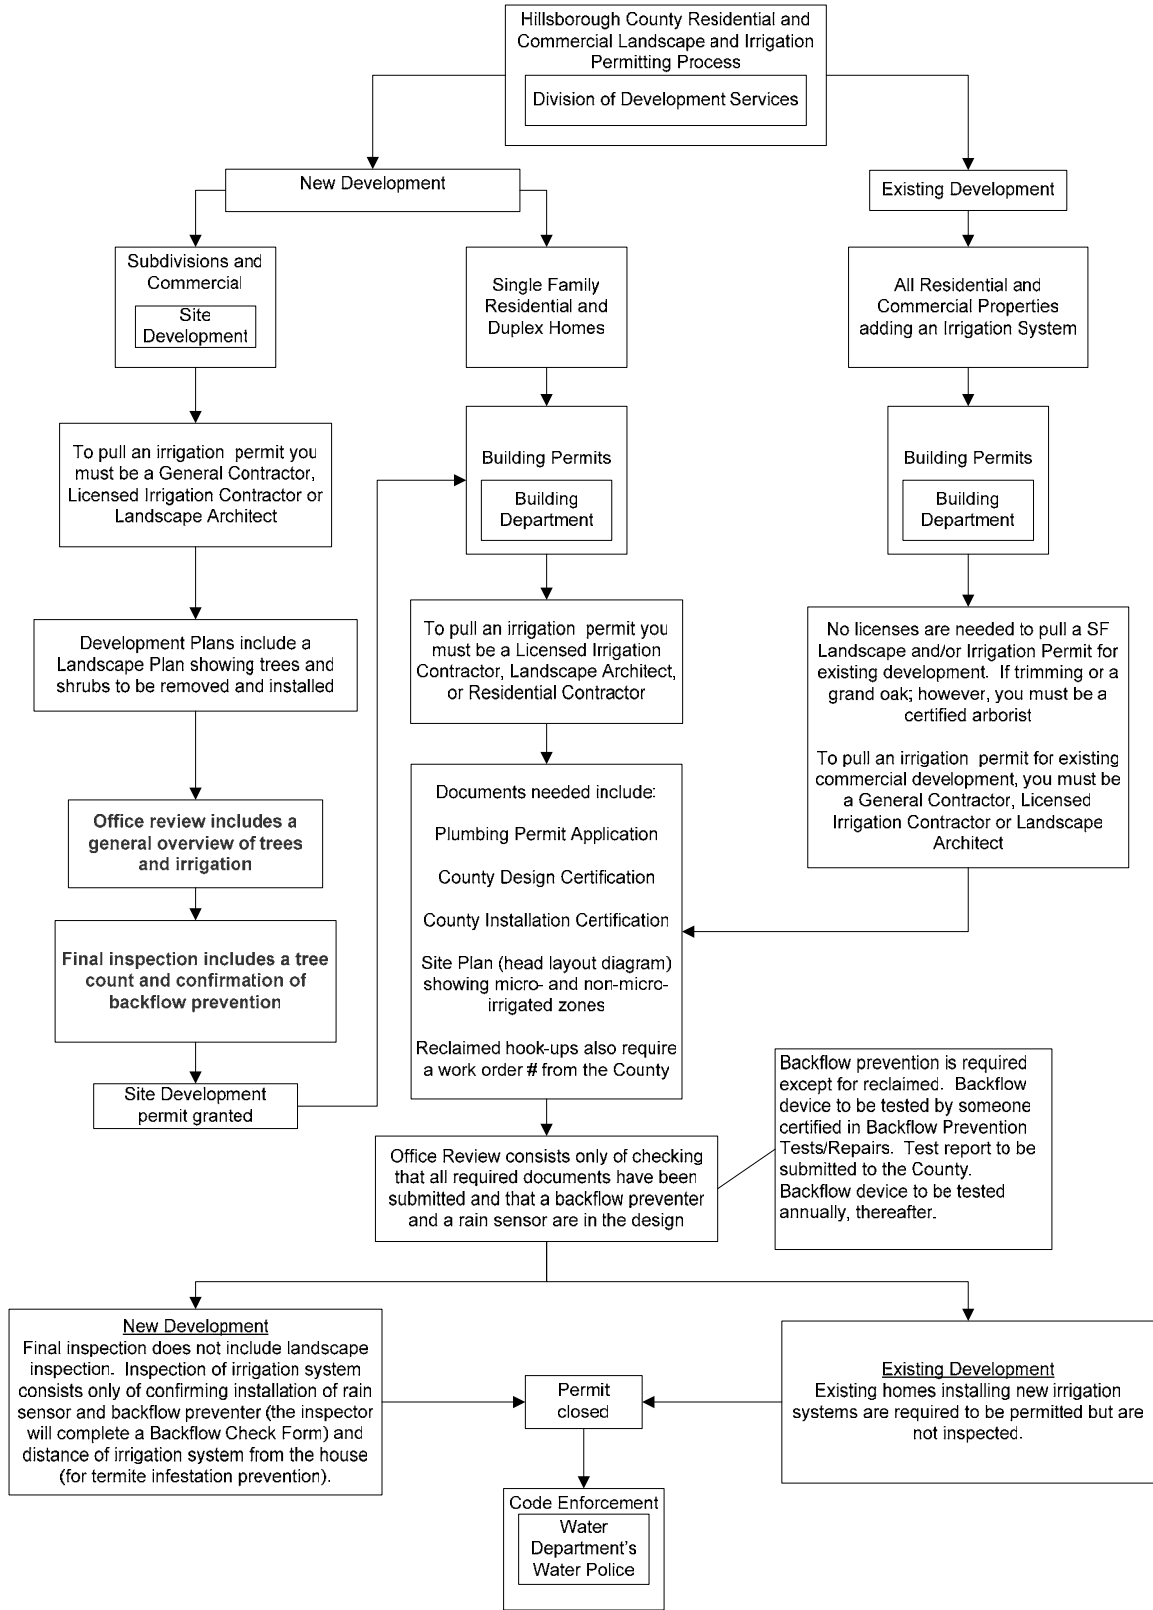 Hillsborough County Residential and
Commercial Landscape and Irrigation
Permitting Process
Division of Development Services
New Development
Existing Development
Subdivisions and
Commercial
Site
Development
Single Family
Residential and
Duplex Homes
All Residential and
Commercial Properties
adding an Irrigation System
To pull an irrigation permit you
must be a General Contractor,
Licensed Irrigation Contractor or
Landscape Architect
Building Permits
Building
Department
Building Permits
Building
Department
Development Plans include a
Landscape Plan showing trees and
shrubs to be removed and installed
To pull an irrigation permit you
must be a Licensed Irrigation
Contractor, Landscape Architect,
or Residential Contractor
No licenses are needed to pull a SF
Landscape and/or Irrigation Permit for
existing development. If trimming or a
grand oak; however, you must be a
certified arborist
To pull an irrigation permit for existing
commercial development, you must be
a General Contractor, Licensed
Irrigation Contractor or Landscape
Architect
Office review includes a
general overview of trees
and irrigation
Final inspection includes a tree
count and confirmation of
backflow prevention
Site Development
permit granted
Documents needed include:
Plumbing Permit Application
County Design Certification
County Installation Certification
Site Plan (head layout diagram)
showing micro- and non-micro-
irrigated zones
Reclaimed hook-ups also require
a work order # from the County
Office Review consists only of checking
that all required documents have been
submitted and that a backflow preventer
and a rain sensor are in the design
Backflow prevention is required
except for reclaimed. Backflow
device to be tested by someone
certified in Backflow Prevention
Tests/Repairs. Test report to be
submitted to the County.
Backflow device to be tested
annually, thereafter.
New Development
Final inspection does not include landscape
inspection. Inspection of irrigation system
consists only of confirming installation of rain
sensor and backflow preventer (the inspector
will complete a Backflow Check Form) and
distance of irrigation system from the house
(for termite infestation prevention).
Permit
closed
Existing Development
Existing homes installing new irrigation
systems are required to be permitted but are
not inspected.
Code Enforcement
Water
Department's
Water Police